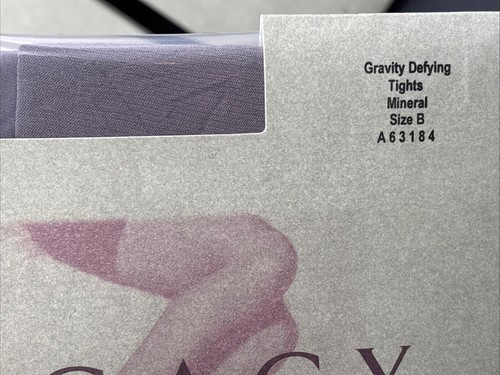 Gravity Defying
Tights
Mineral
Size B
A63184